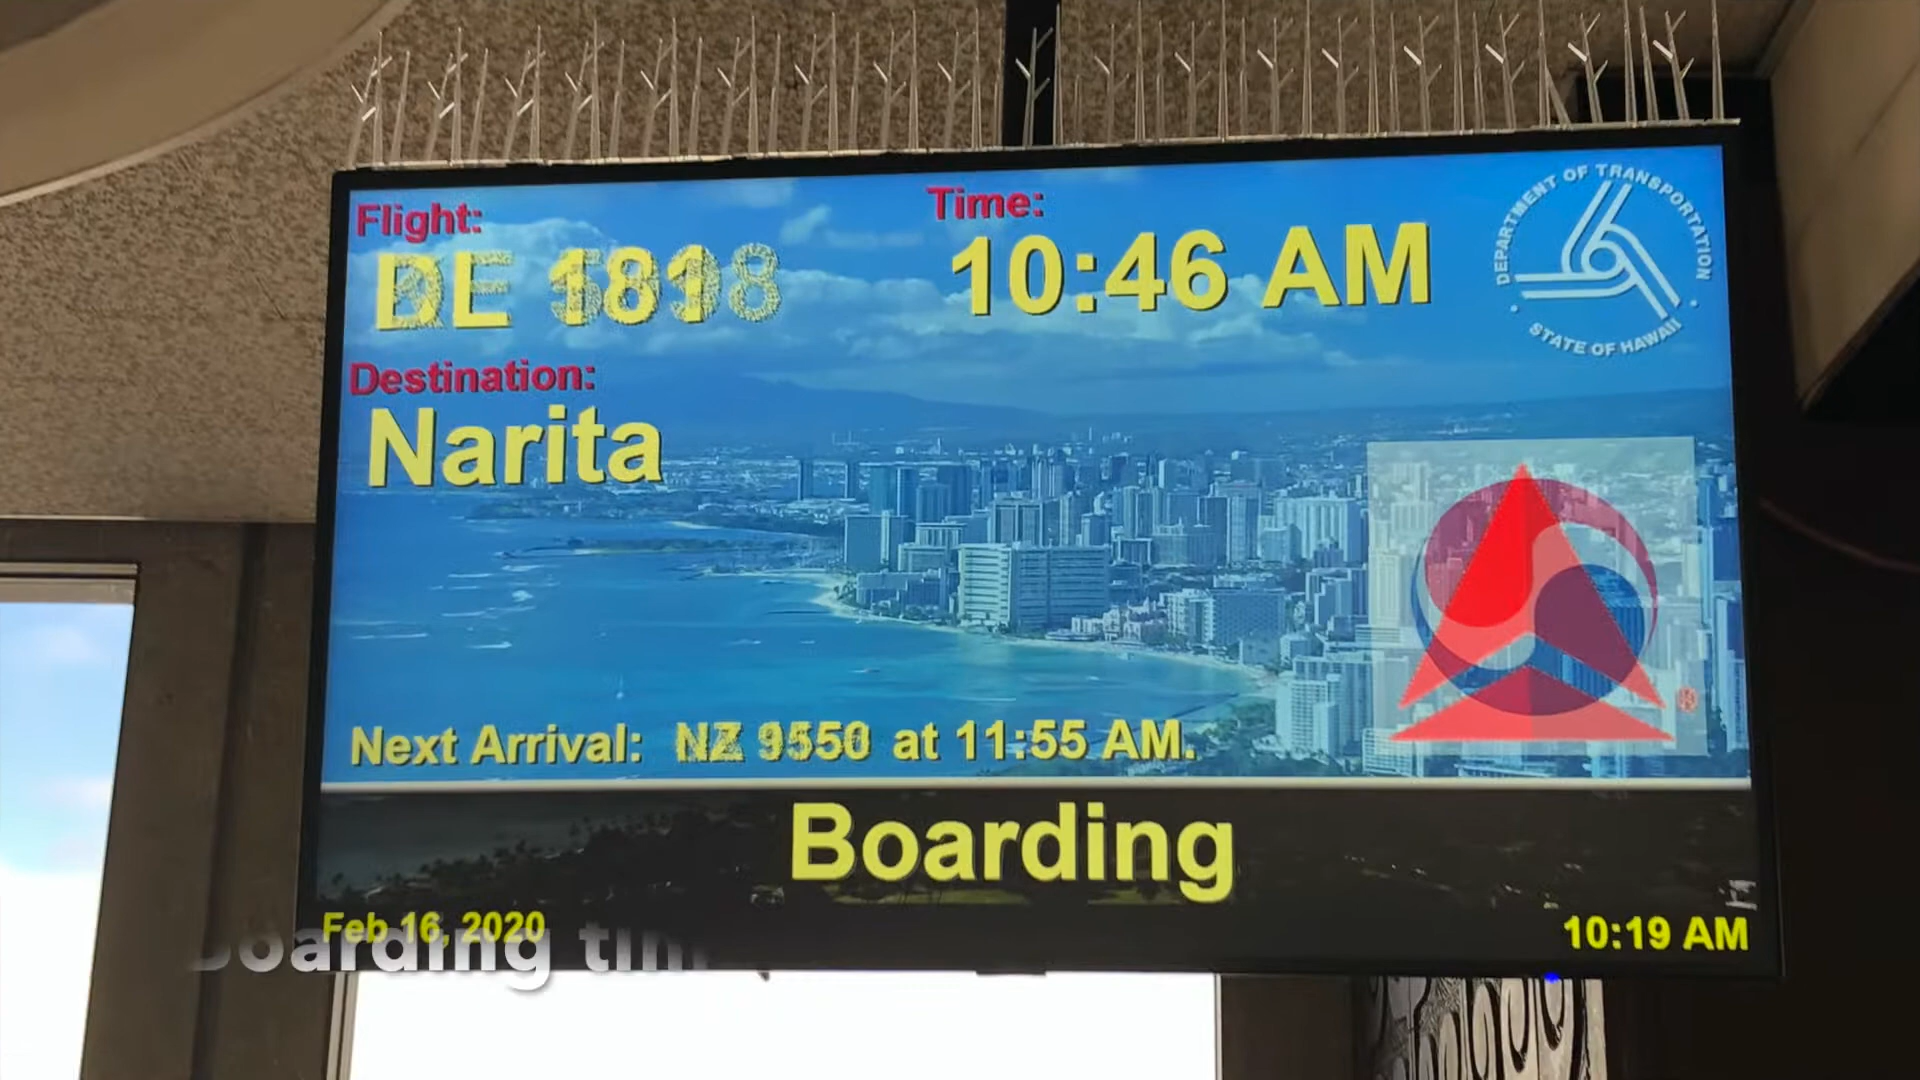 Flight:
Time:
10:46 AM
Destination:
Narita
DEPARTMENT OF TRANSPORTATION
STATE OF HAWAII
Next Arrival: at 11:55 AM.
Boarding
Feb 16, 2020
10:19 AM
Boarding